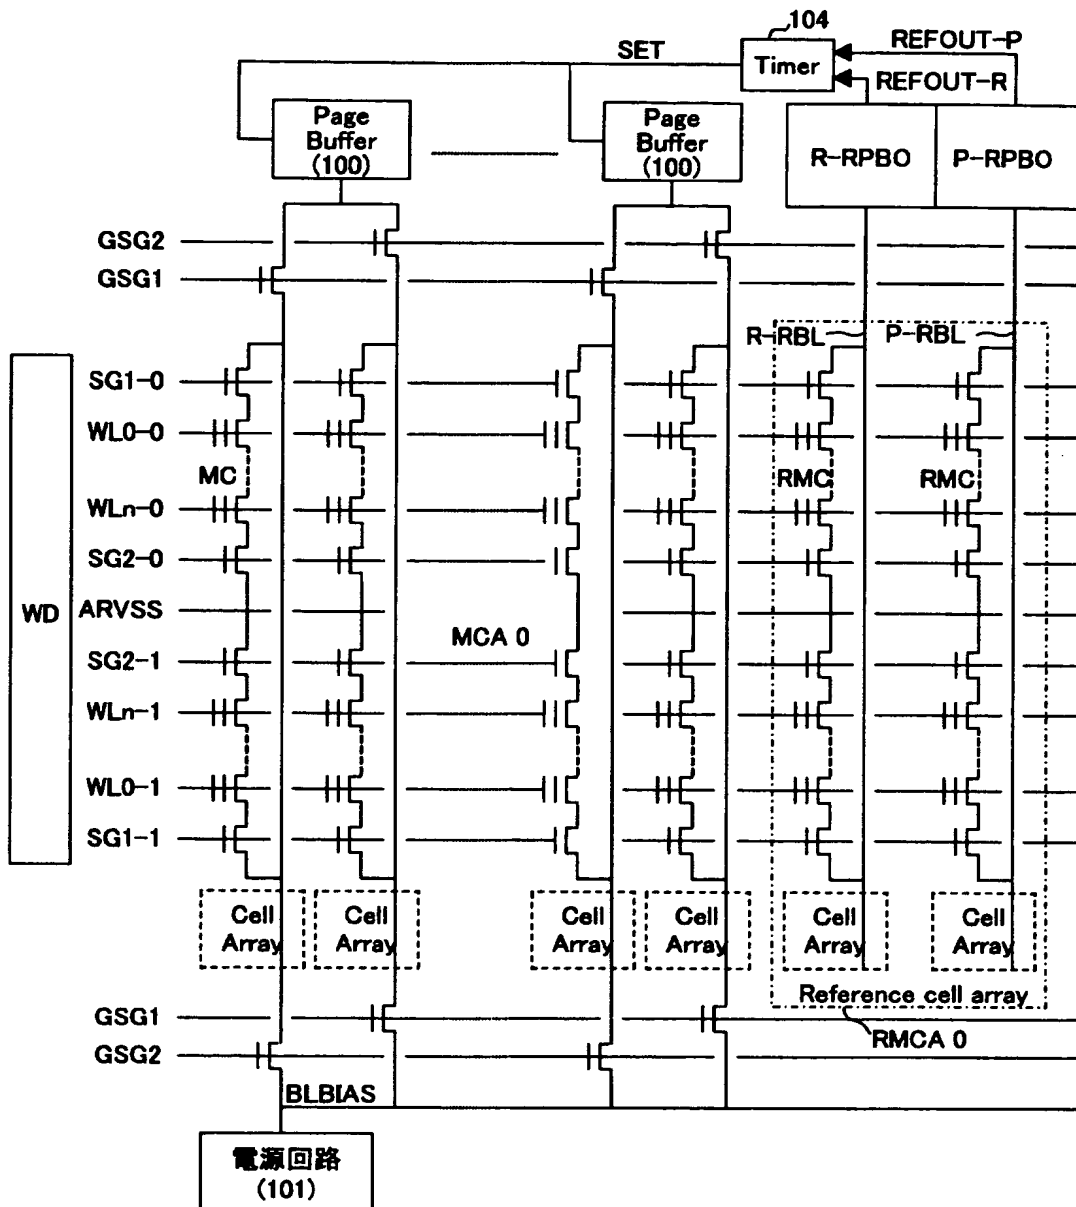 104
SET
Timer
REFOUT-P
REFOUT-R
Page
Buffer
(100)
Page
Buffer
(100)
R-RPBO
P-RPBO
GSG2
GSG1
R-RBL
P-RBL
SG1-0
WL0-0
MC
RMC
RMC
WLn-0
SG2-0
WD
ARVSS
MCA 0
SG2-1
WLn-1
WL0-1
SG1-1
Cell
Array
Cell
Array
Cell
Array
Cell
Array
Cell
Array
Cell
Array
Reference cell array
RMCA 0
GSG1
GSG2
BLBIAS
電源回路
(101)